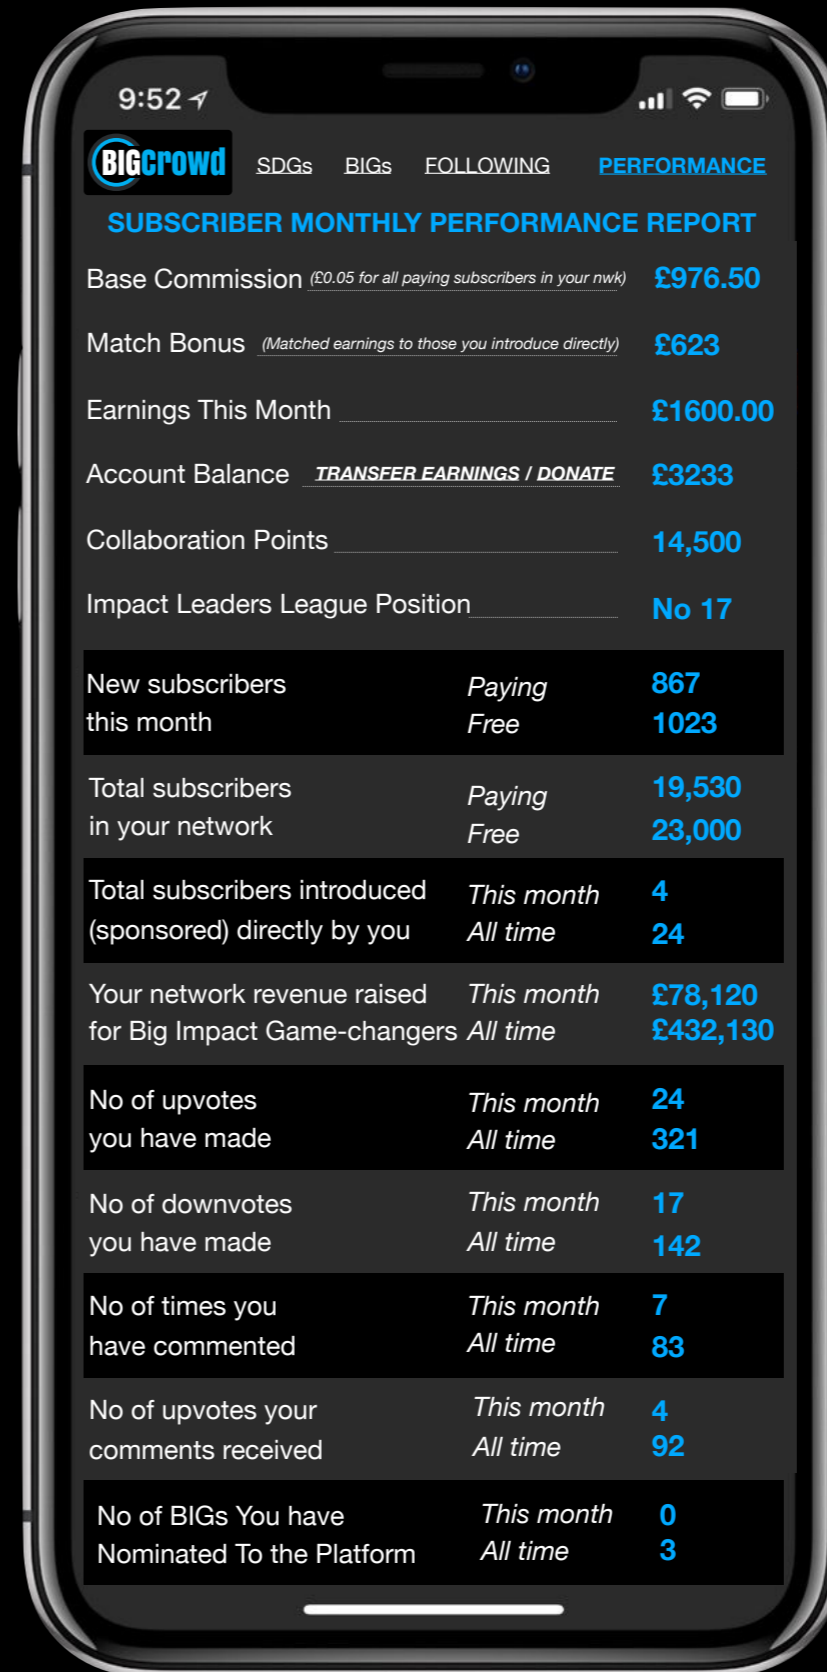 9:52
BIGCrowd SDGs BIGs FOLLOWING PERFORMANCE
SUBSCRIBER MONTHLY PERFORMANCE REPORT
Base Commission (£0.05 for all paying subscribers in your nwk) £976.50
Match Bonus (Matched earnings to those you introduce directly) £623
Earnings This Month £1600.00
Account Balance TRANSFER EARNINGS / DONATE £3233
Collaboration Points 14,500
Impact Leaders League Position No 17
New subscribers Paying 867
this month Free 1023
Total subscribers Paying 19,530
in your network Free 23,000
Total subscribers introduced This month 4
(sponsored) directly by you All time 24
Your network revenue raised This month £78,120
for Big Impact Game-changers All time £432,130
No of upvotes This month 24
you have made All time 321
No of downvotes This month 17
you have made All time 142
No of times you This month 7
have commented All time 83
No of upvotes your This month 4
comments received All time 92
No of BIGs You have This month 0
Nominated To the Platform All time 3